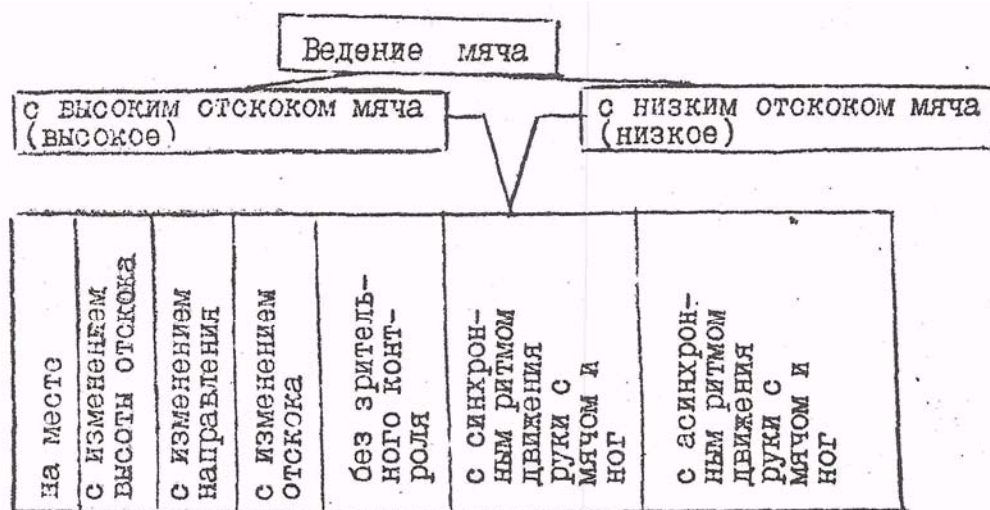 Ведение мяча
с высоким отскоком мяча
(высокое)
с низким отскоком мяча
(низкое)
на месте
с изменением
высоты отскока
с изменением
направления
с изменением
отскока
без зритель-
ного конт-
роля
с синхрон-
ным ритмом
движения
руки с
мячом и
ног
с асинхрон-
ным ритмом
движения
руки с
мячом и
ног